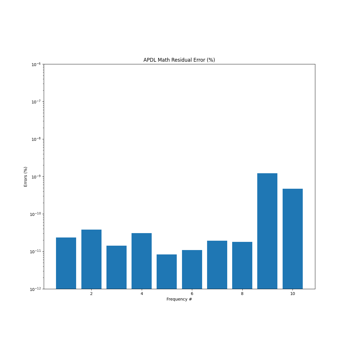 APDL Math Residual Error (%)
10⁻⁶
10⁻⁷
10⁻⁸
10⁻⁹
10⁻¹⁰
10⁻¹¹
10⁻¹²
Errors (%)
2 4 6 8 10
Frequency #